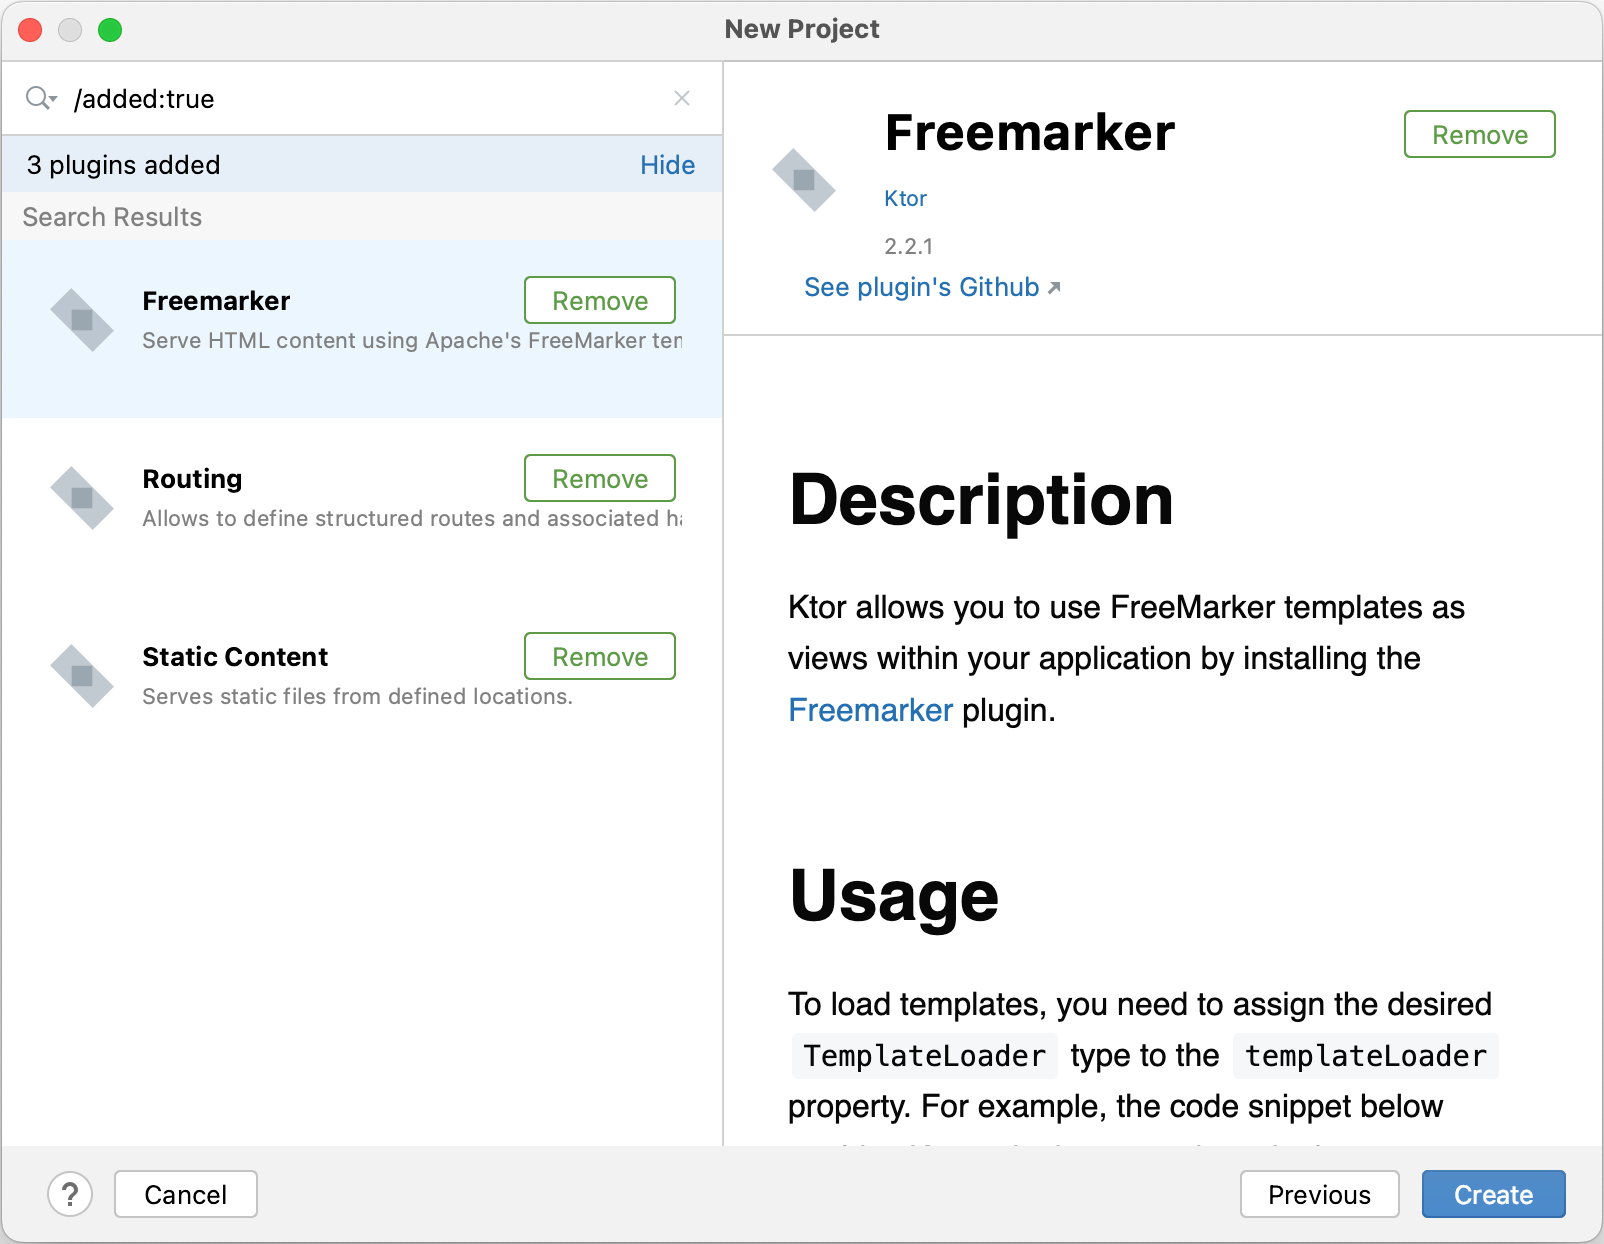 New Project
/added:true
3 plugins added Hide
Search Results
Freemarker Remove
Serve HTML content using Apache's FreeMarker
Routing Remove
Allows to define structured routes and associated
Static Content Remove
Serves static files from defined locations.
Freemarker Remove
Ktor
2.2.1
See plugin's Github
Description
Ktor allows you to use FreeMarker templates as
views within your application by installing the
Freemarker plugin.
Usage
To load templates, you need to assign the desired
TemplateLoader type to the templateLoader
property. For example, the code snippet below
? Cancel Previous Create